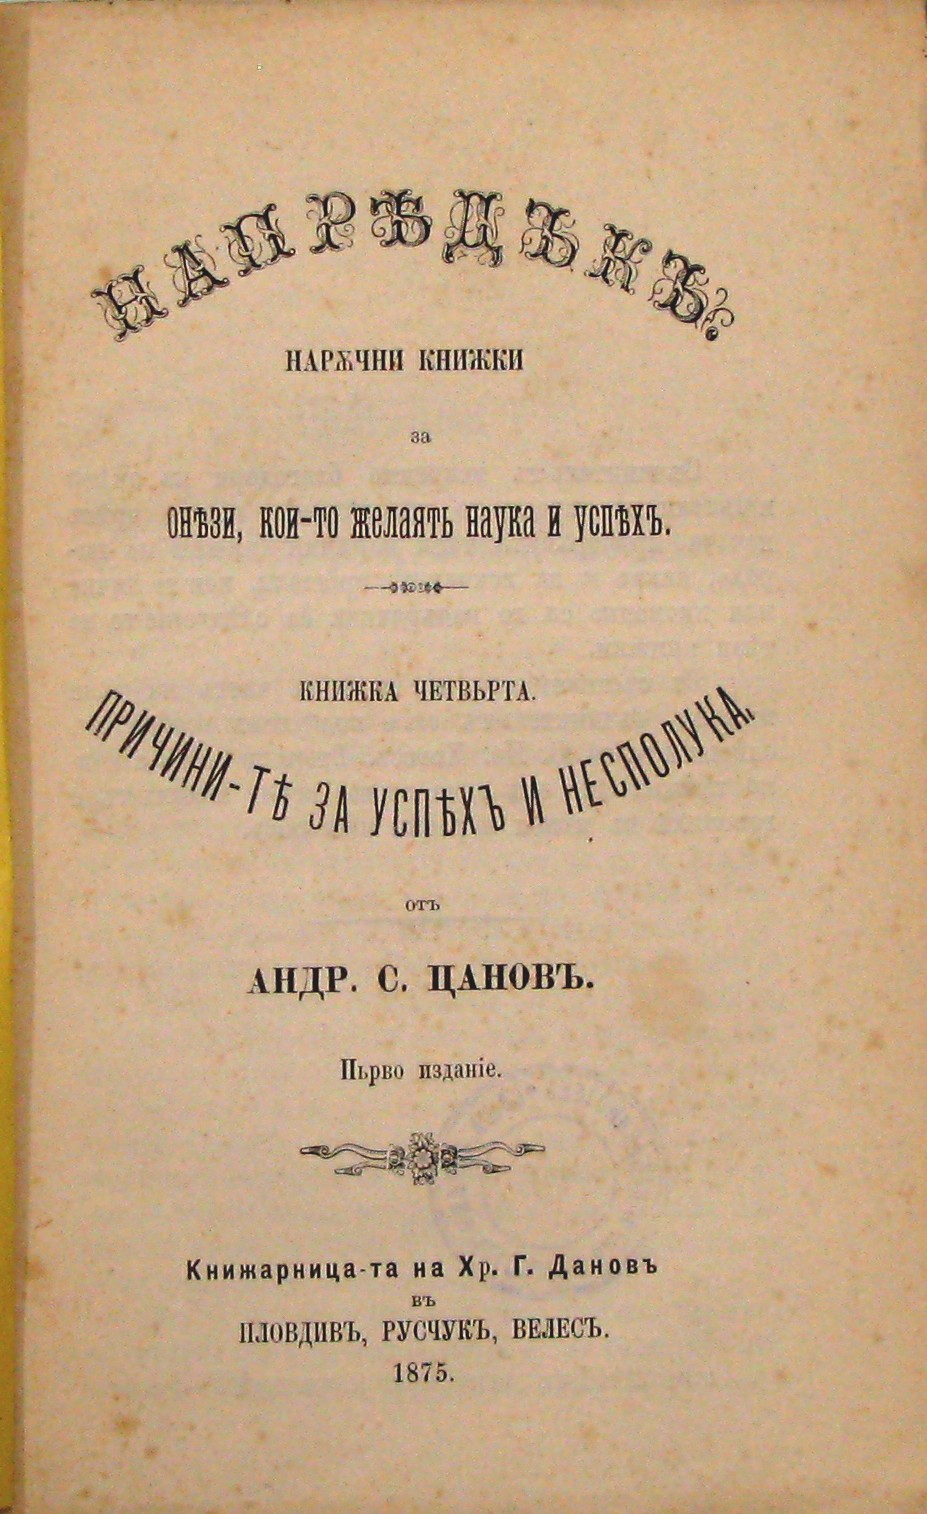 НАПРѢДЪКЪ.
НАРѪЧНИ КНИЖКИ
за
ОНѢЗИ, КОИ-ТО ЖЕЛАЯТЬ НАУКА И УСПѢХЪ.
КНИЖКА ЧЕТВЬРТА.
ПРИЧИНИ-ТѢ ЗА УСПѢХЪ И НЕСПОЛУКА,
отъ
АНДР. С. ЦАНОВЪ.
Пьрво изданіе.
Книжарница-та на Хр. Г. Дановъ
въ
ПЛОВДИВЪ, РУСЧУКЪ, ВЕЛЕСЪ.
1875.